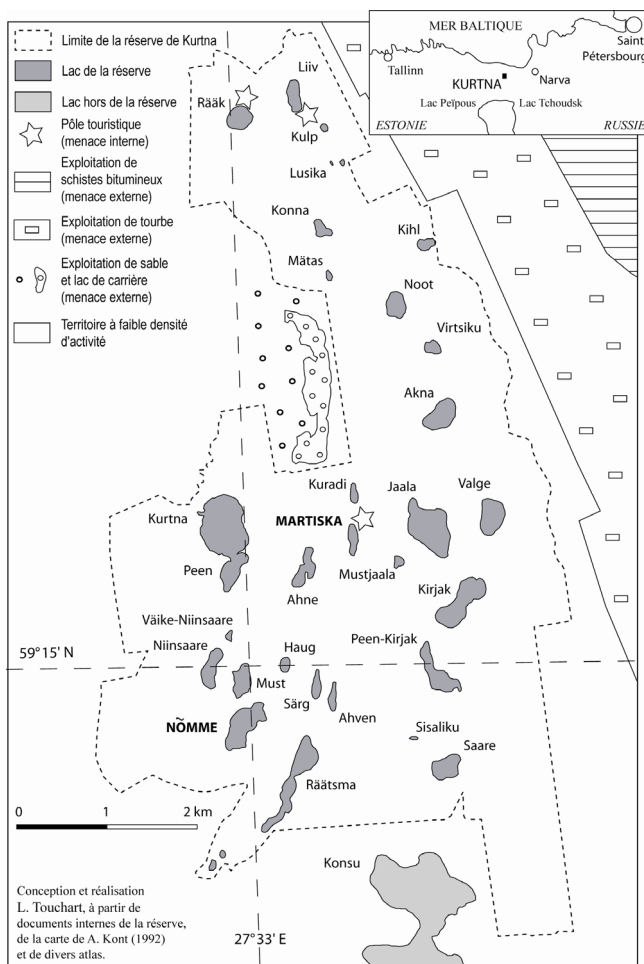 Limite de la réserve de Kurtna
Lac de la réserve
Lac hors de la réserve
Pôle touristique
(menace interne)
Exploitation de
schistes bitumineux
(menace externe)
Exploitation de tourbe
(menace externe)
Exploitation de sable
et lac de carrière
(menace externe)
Territoire à faible densité
d'activité
MER BALTIQUE
Saint
Pétersbourg
Tallinn
KURTNA
Narva
Lac Peïpous
Lac Tchoudsk
ESTONIE
RUSSIE
Liiv
Rääk
Kulp
Lusika
Konna
Kihl
Mätas
Noot
Virtsiku
Akna
Kuradi
Jaala
Valge
Kurtna
MARTISKA
Peen
Mustjaala
Ahne
Kirjak
Väike-Niinsaare
Niinsaare
Haug
Peen-Kirjak
59°15' N
Must
Särg
Ahven
NÕMME
Sisaliku
Saare
Räätsma
0 1 2 km
Konsu
Conception et réalisation
L. Touchart, à partir de
documents internes de la réserve,
de la carte de A. Kont (1992)
et de divers atlas.
27°33' E